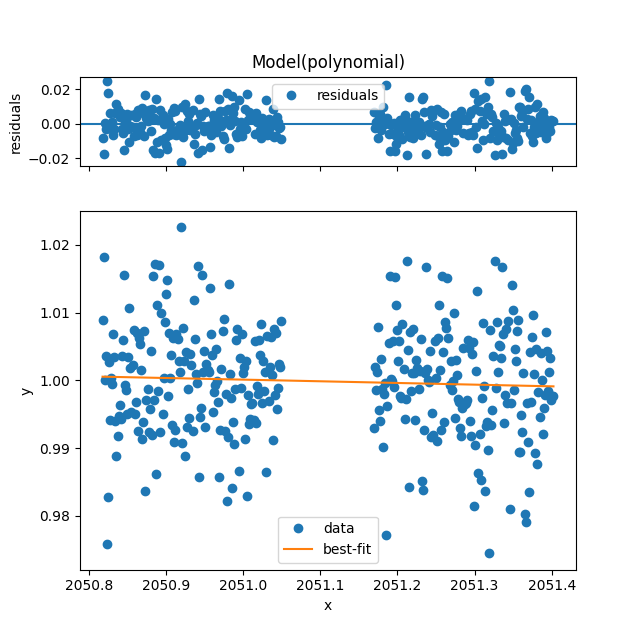 Model(polynomial)
residuals
0.02
0.00
−0.02
residuals
y
1.02
1.01
1.00
0.99
0.98
data
best-fit
2050.8 2050.9 2051.0 2051.1 2051.2 2051.3 2051.4
x